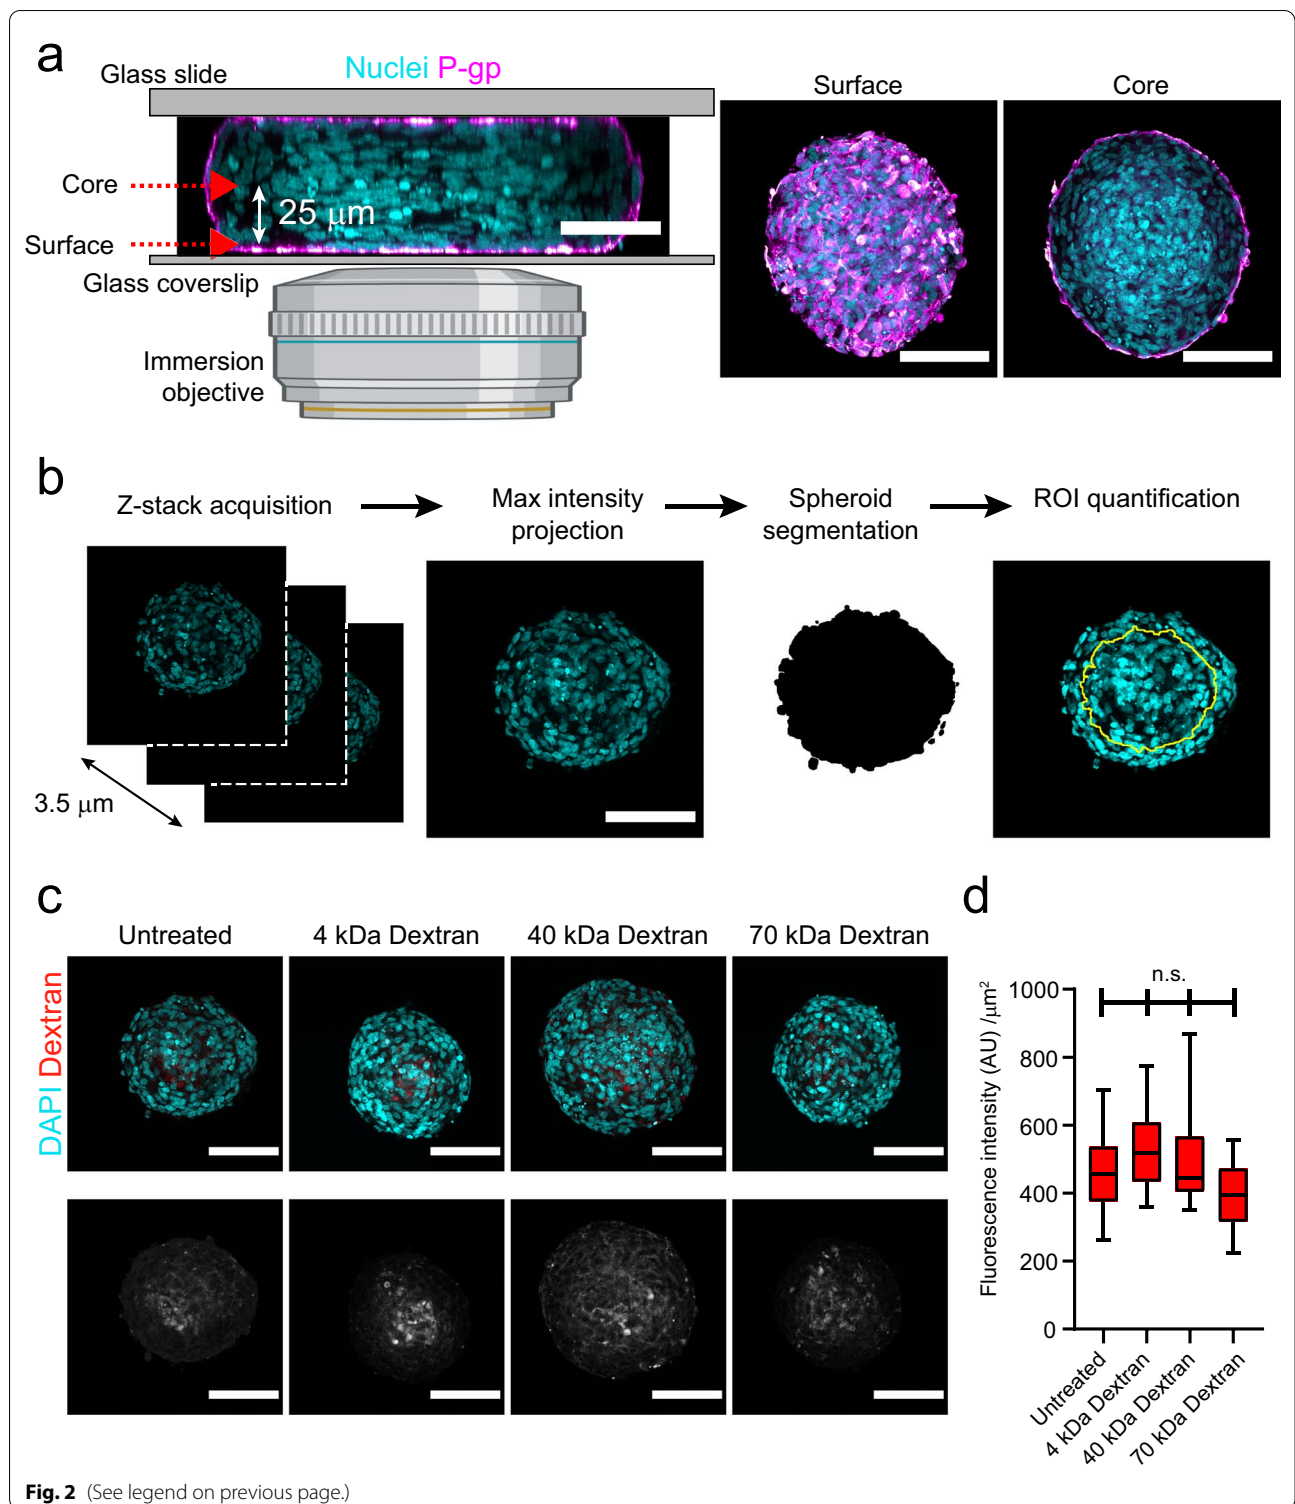 a
Glass slide
Nuclei P-gp
Surface
Core
Core
25 μm
Surface
Glass coverslip
Immersion
objective
b
Z-stack acquisition
Max intensity
projection
Spheroid
segmentation
ROI quantification
3.5 μm
c
Untreated
4 kDa Dextran
40 kDa Dextran
70 kDa Dextran
DAPI Dextran
d
n.s.
Fluorescence intensity (AU) /μm²
1000
800
600
400
200
0
Untreated
4 kDa Dextran
40 kDa Dextran
70 kDa Dextran
Fig. 2 (See legend on previous page.)